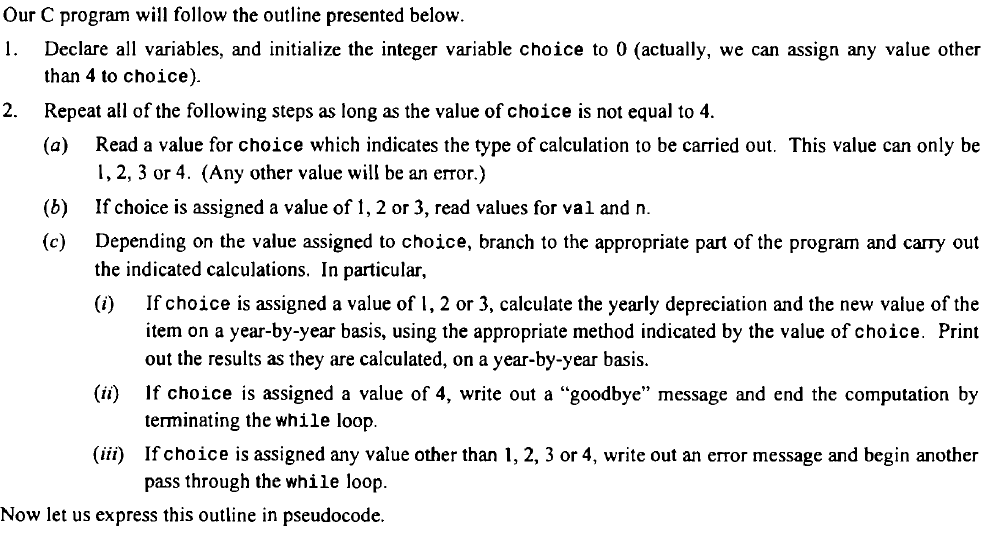 Our C program will follow the outline presented below.
1. Declare all variables, and initialize the integer variable choice to 0 (actually, we can assign any value other
than 4 to choice).
2. Repeat all of the following steps as long as the value of choice is not equal to 4.
(a) Read a value for choice which indicates the type of calculation to be carried out. This value can only be
1, 2, 3 or 4. (Any other value will be an error.)
(b) If choice is assigned a value of 1, 2 or 3, read values for val and n.
(c) Depending on the value assigned to choice, branch to the appropriate part of the program and carry out
the indicated calculations. In particular,
(i) If choice is assigned a value of 1, 2 or 3, calculate the yearly depreciation and the new value of the
item on a year-by-year basis, using the appropriate method indicated by the value of choice. Print
out the results as they are calculated, on a year-by-year basis.
(ii) If choice is assigned a value of 4, write out a “goodbye” message and end the computation by
terminating the while loop.
(iii) If choice is assigned any value other than 1, 2, 3 or 4, write out an error message and begin another
pass through the while loop.
Now let us express this outline in pseudocode.